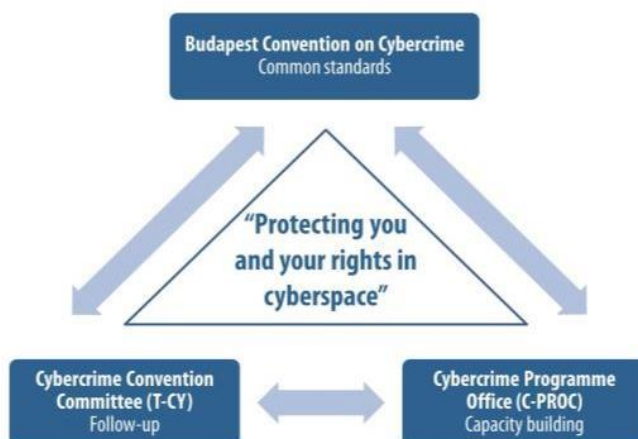 Budapest Convention on Cybercrime
Common standards
“Protecting you
and your rights in
cyberspace”
Cybercrime Convention
Committee (T-CY)
Follow-up
Cybercrime Programme
Office (C-PROC)
Capacity building